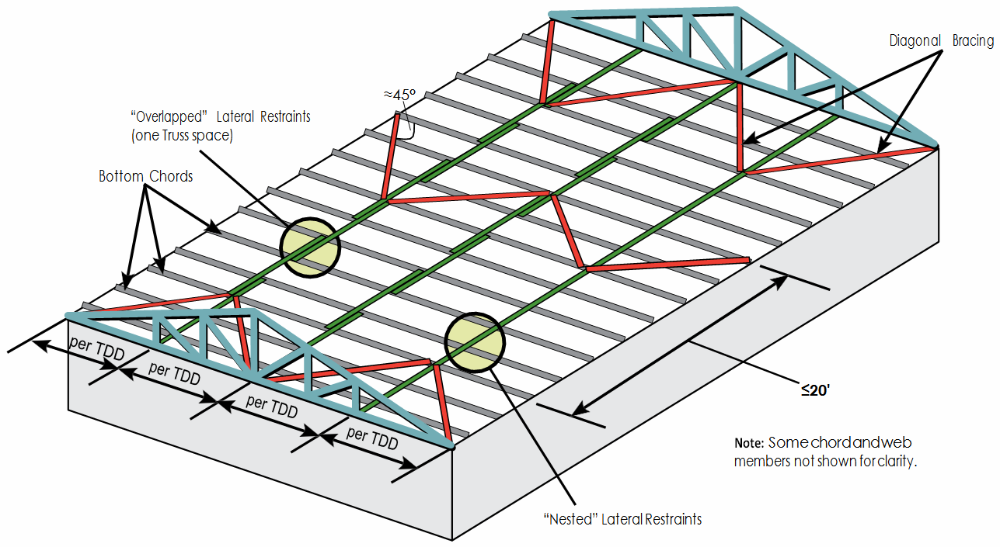 Diagonal Bracing
≈45°
“Overlapped” Lateral Restraints
(one Truss space)
Bottom Chords
per TDD
per TDD
per TDD
per TDD
≤20'
Note: Some chord and web
members not shown for clarity.
“Nested” Lateral Restraints